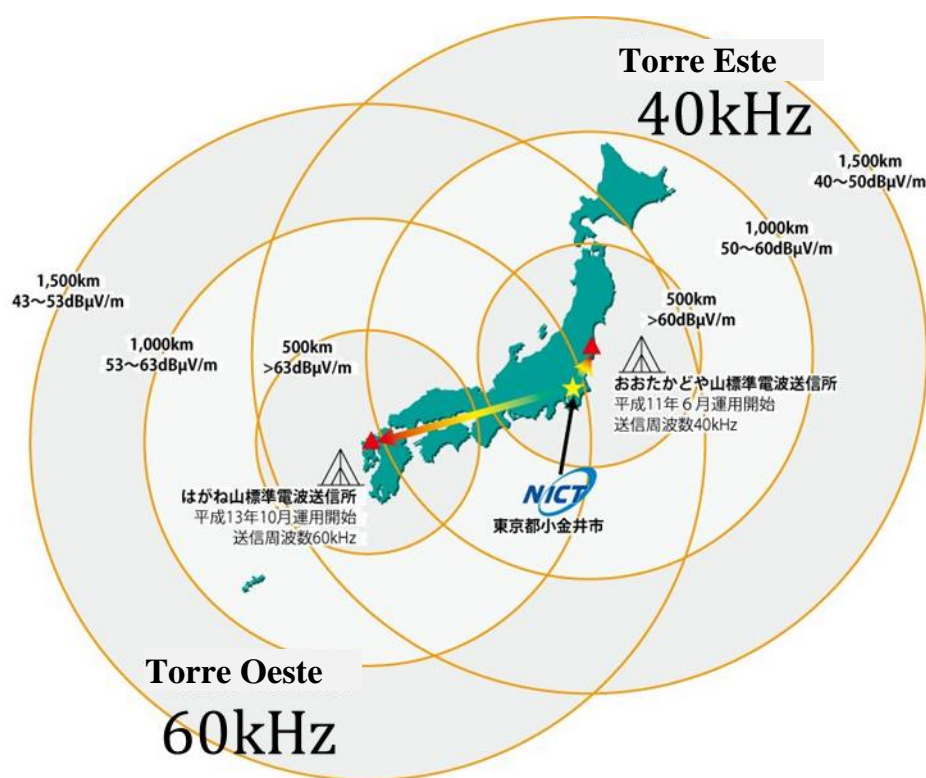 Torre Este
40kHz
1,500km
40～50dBµV/m
1,000km
50～60dBµV/m
500km
>60dBµV/m
おおたかどや山標準電波送信所
平成11年6月運用開始
送信周波数40kHz
1,500km
43～53dBµV/m
1,000km
53～63dBµV/m
500km
>63dBµV/m
はがね山標準電波送信所
平成13年10月運用開始
送信周波数60kHz
NICT
東京都小金井市
Torre Oeste
60kHz